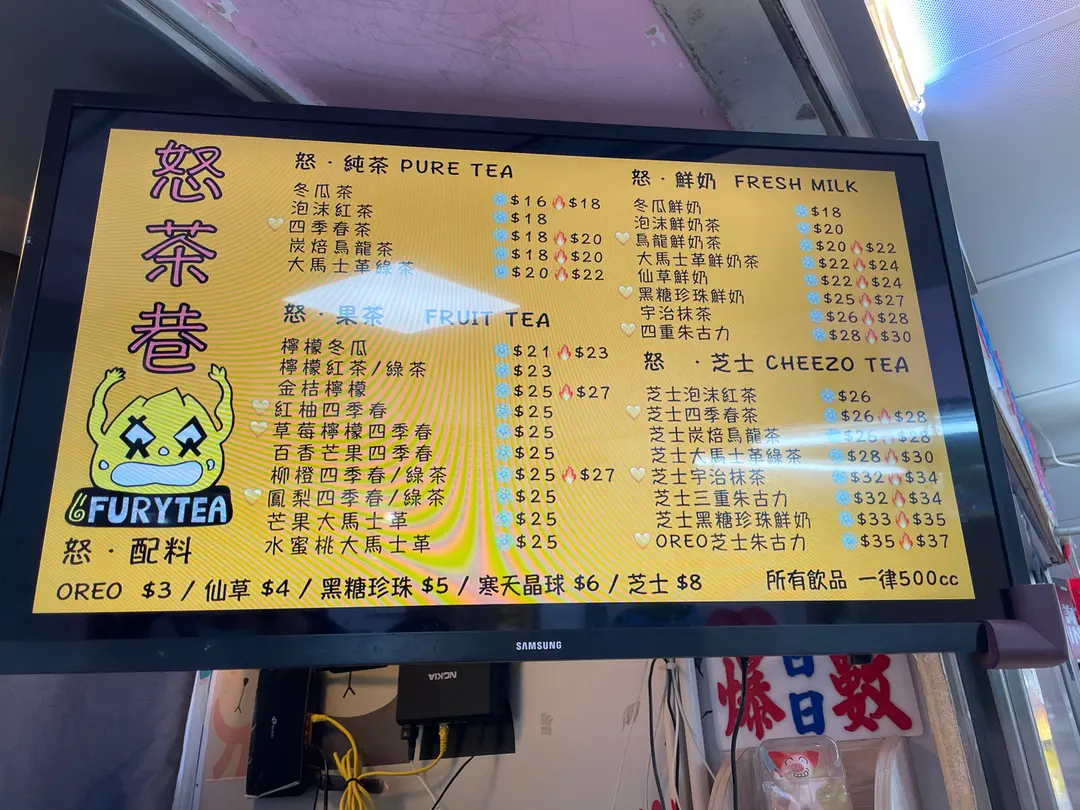 怒茶巷
FURYTEA
怒·純茶 PURE TEA
冬瓜茶 $16 $18
泡沫紅茶 $18
四季春茶 $18 $20
炭焙烏龍茶 $18 $20
大馬士革綠茶 $20 $22
怒·果茶 FRUIT TEA
檸檬冬瓜 $21 $23
檸檬紅茶/綠茶 $23
金桔檸檬 $25 $27
紅柚四季春 $25
草莓檸檬四季春 $25
百香芒果四季春 $25
柳橙四季春/綠茶 $25 $27
鳳梨四季春/綠茶 $25
芒果大馬士革 $25
水蜜桃大馬士革 $25
怒·鮮奶 FRESH MILK
冬瓜鮮奶 $18
泡沫鮮奶茶 $20
烏龍鮮奶茶 $20 $22
大馬士革鮮奶茶 $22 $24
仙草鮮奶 $22 $24
黑糖珍珠鮮奶 $25 $27
宇治抹茶 $26 $28
四重朱古力 $28 $30
怒 ·芝士 CHEEZO TEA
芝士泡沫紅茶 $26
芝士四季春茶 $26 $28
芝士炭焙烏龍茶 $26 $28
芝士大馬士革綠茶 $28 $30
芝士宇治抹茶 $32 $34
芝士三重朱古力 $32 $34
芝士黑糖珍珠鮮奶 $33 $35
OREO芝士朱古力 $35 $37
怒·配料
OREO $3 / 仙草 $4 / 黑糖珍珠 $5 / 寒天晶球 $6 / 芝士 $8
所有飲品 一律500cc
SAMSUNG
NOKIA
爆日日數